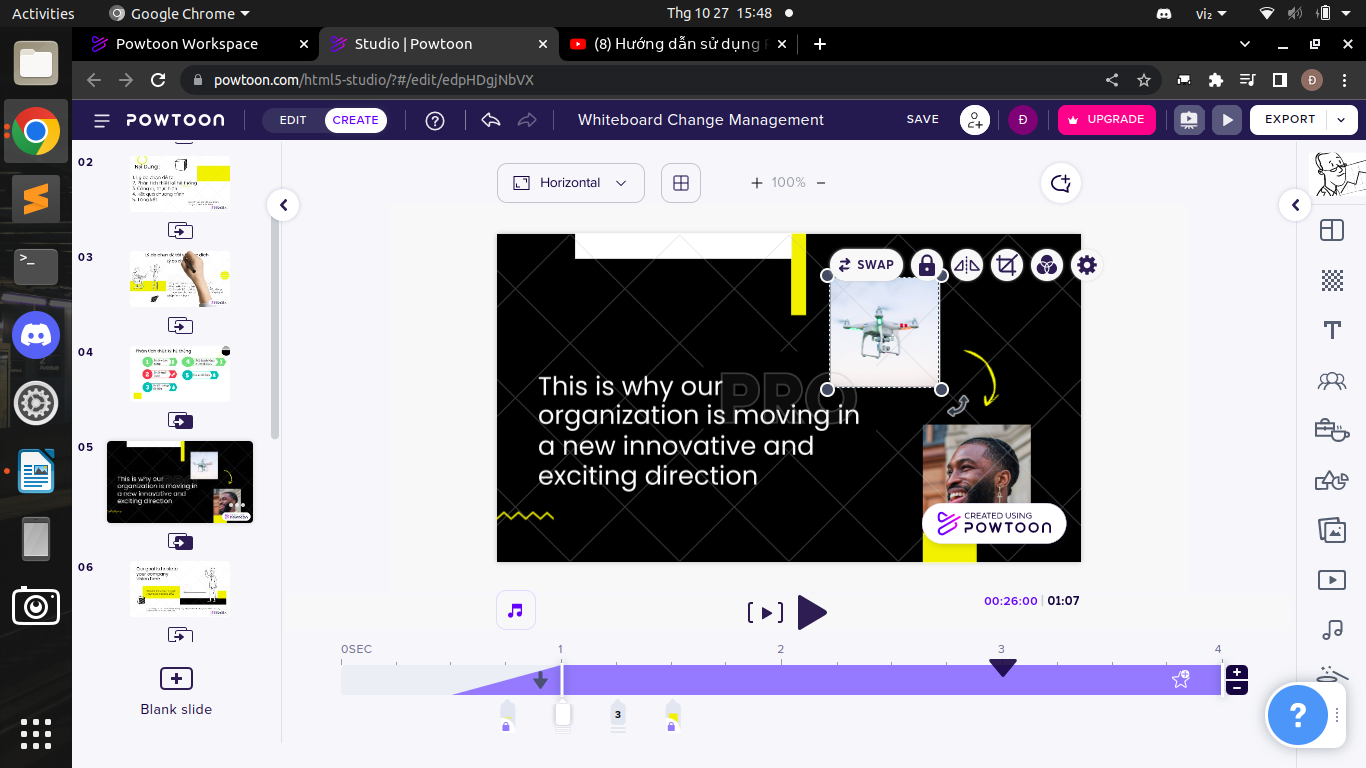 Activities
Google Chrome
Thg 10 27 15:48
vi₂
Powtoon Workspace
Studio | Powtoon
(8) Hướng dẫn sử dụng
powtoon.com/html5-studio/?#/edit/edpHDgjNbVX
Đ
POWTOON
EDIT
CREATE
Whiteboard Change Management
SAVE
Đ
UPGRADE
EXPORT
02
Nội Dung:
03
04
05
This is why our
organization is moving in
a new innovative and
exciting direction
06
Blank slide
Horizontal
100%
SWAP
PRO
This is why our
organization is moving in
a new innovative and
exciting direction
CREATED USING
POWTOON
00:26:00 | 01:07
0SEC
1
2
3
4
3
?